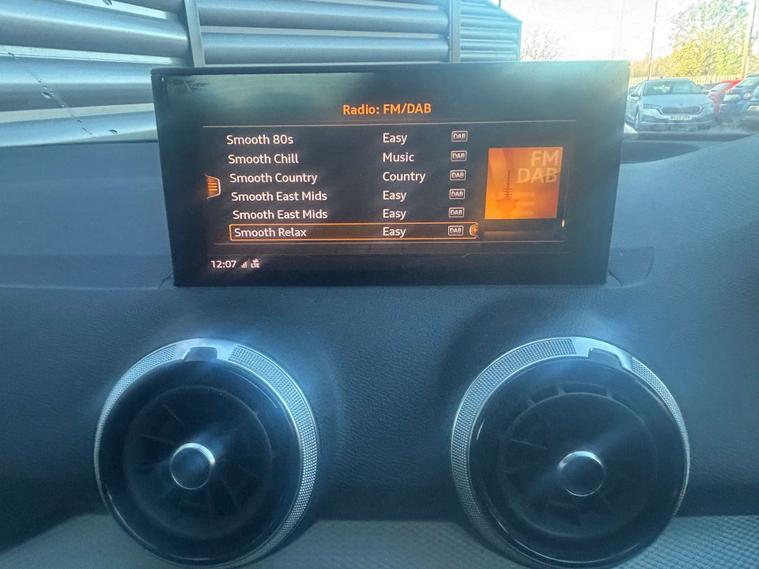 Radio: FM/DAB
Smooth 80s Easy DAB
Smooth Chill Music DAB
Smooth Country Country DAB
Smooth East Mids Easy DAB
Smooth East Mids Easy DAB
Smooth Relax Easy DAB
FM
DAB
12:07 LTE